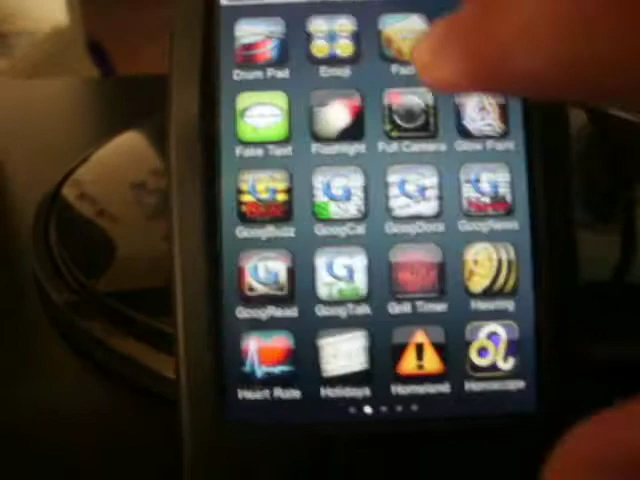 Drum Pad Emoji
Fake Text Flashlight Full Camera Glow Paint
GoogBuzz GoogCal GoogDocs GoogNews
GoogRead GoogTalk Grill Timer Hearing
Heart Rate Holidays Homeland Horoscope